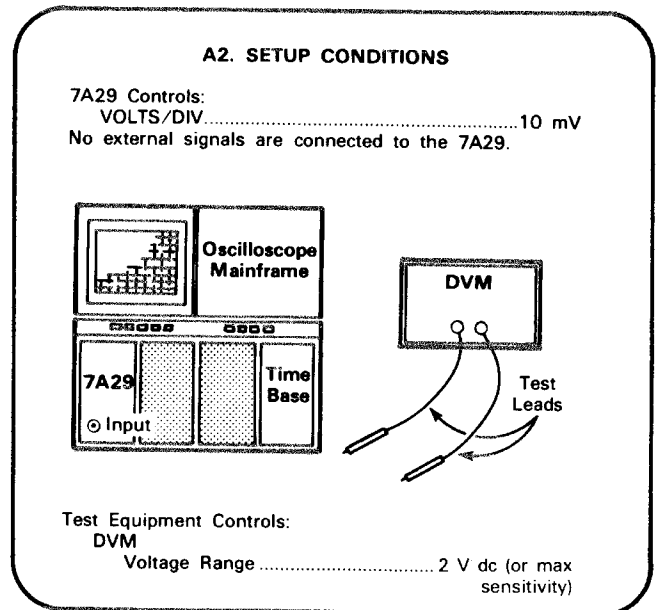 A2. SETUP CONDITIONS
7A29 Controls:
VOLTS/DIV..................................................10 mV
No external signals are connected to the 7A29.
Oscilloscope
Mainframe
DVM
7A29
Time
Base
Input
Test
Leads
Test Equipment Controls:
DVM
Voltage Range ............................... 2 V dc (or max
sensitivity)